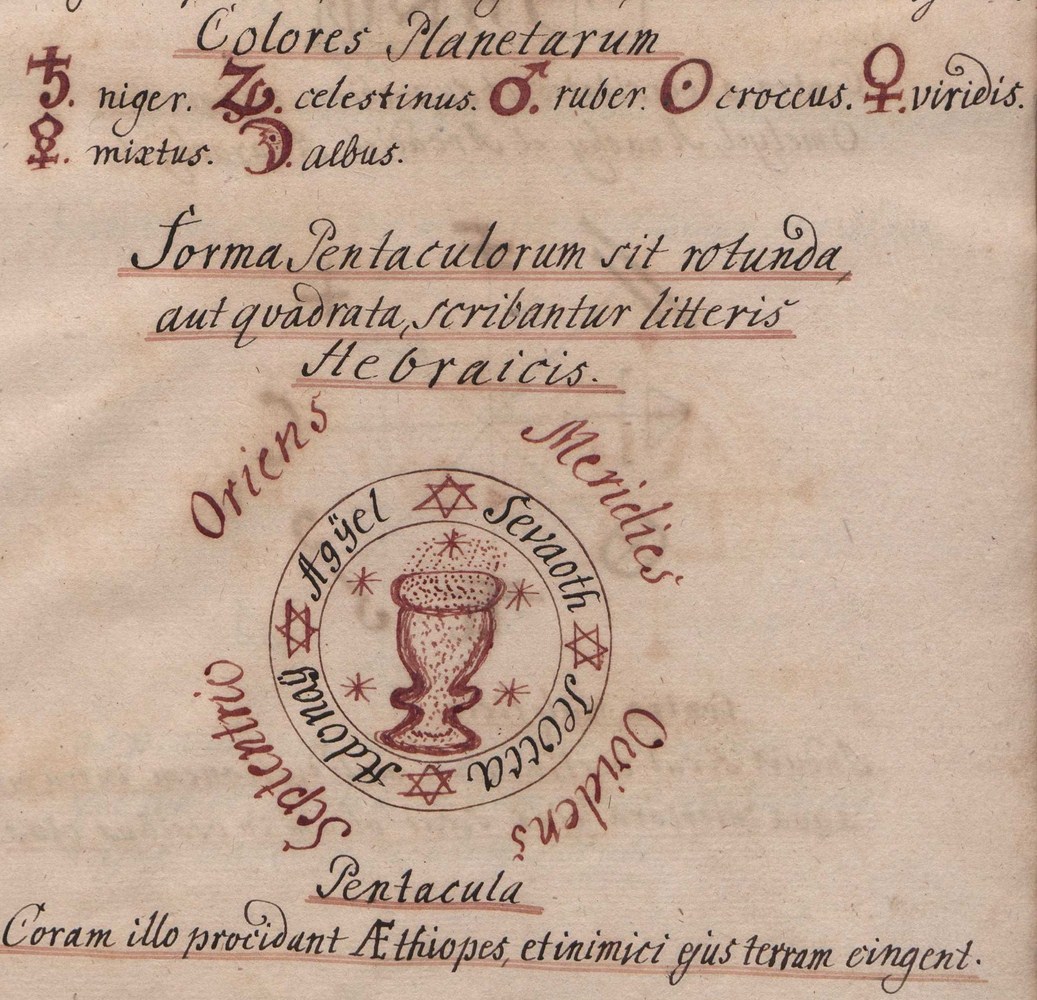 Colores Planetarum
♄. niger. ♃. celestinus. ♂. ruber. ☉ croceus. ♀. viridis.
☿. mixtus. ☽. albus.
Forma Pentaculorum sit rotunda,
aut quadrata, scribantur litteris
Hebraicis.
Oriens
Meridies
Agÿel
Sevaoth
Adonaÿ
Septentrio
Pentacula
Coram illo procidant Æthiopes, et inimici ejus terram cingent.